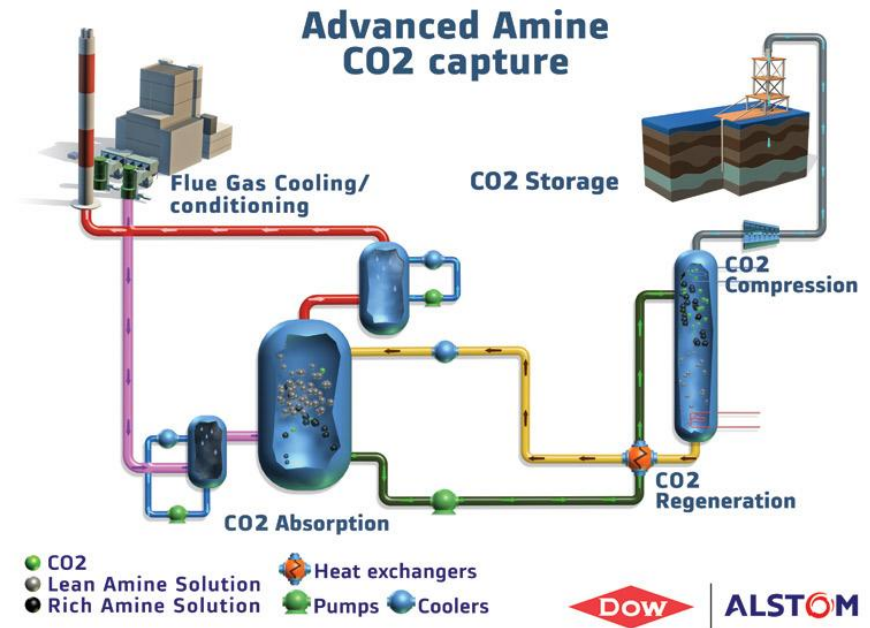 Advanced Amine
CO2 capture
Flue Gas Cooling/
conditioning
CO2 Storage
CO2
Compression
CO2
Regeneration
CO2 Absorption
CO2
Lean Amine Solution
Rich Amine Solution
Heat exchangers
Pumps
Coolers
DOW
ALSTOM